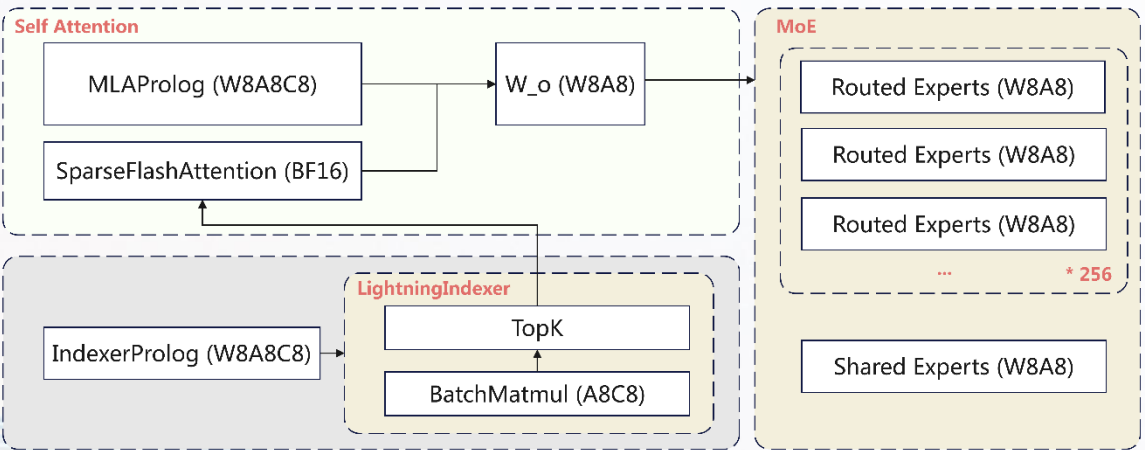 Self Attention
MLAProlog (W8A8C8)
SparseFlashAttention (BF16)
W_o (W8A8)
LightningIndexer
IndexerProlog (W8A8C8)
TopK
BatchMatmul (A8C8)
MoE
Routed Experts (W8A8)
Routed Experts (W8A8)
Routed Experts (W8A8)
... * 256
Shared Experts (W8A8)